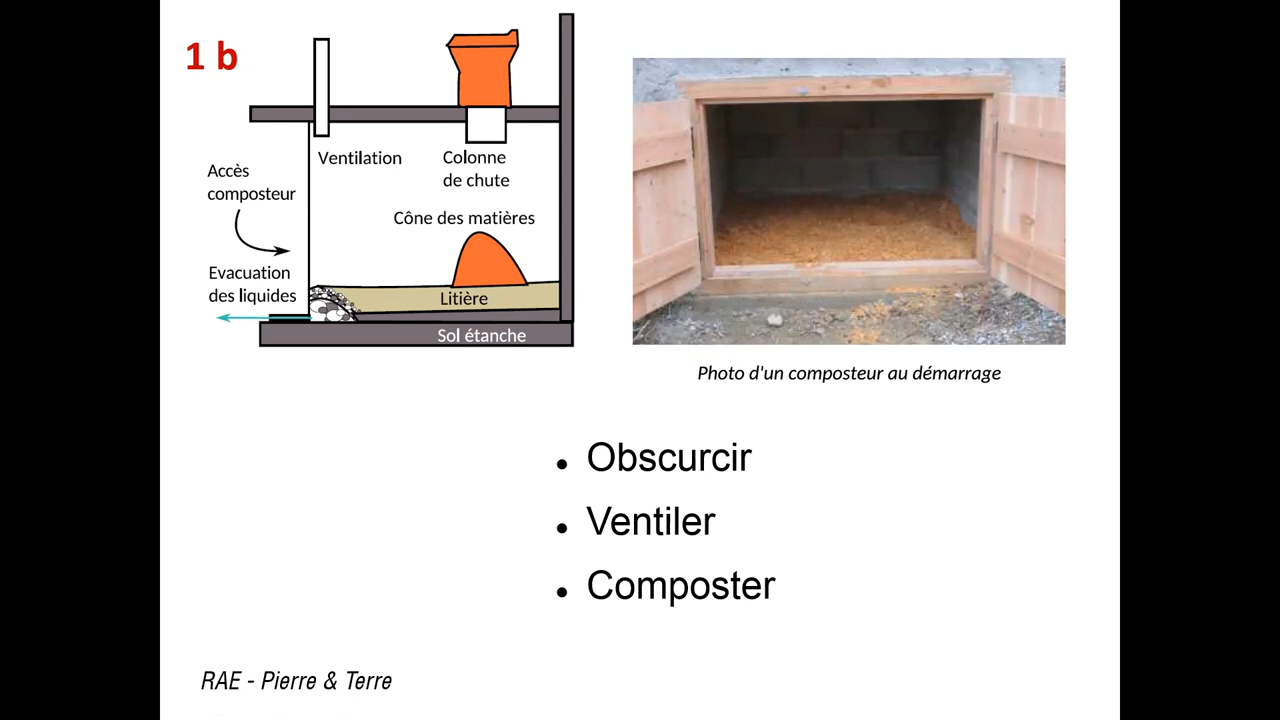 1 b
Ventilation
Colonne
de chute
Accès
composteur
Cône des matières
Evacuation
des liquides
Litière
Sol étanche
Photo d'un composteur au démarrage
• Obscurcir
• Ventiler
• Composter
RAE - Pierre & Terre